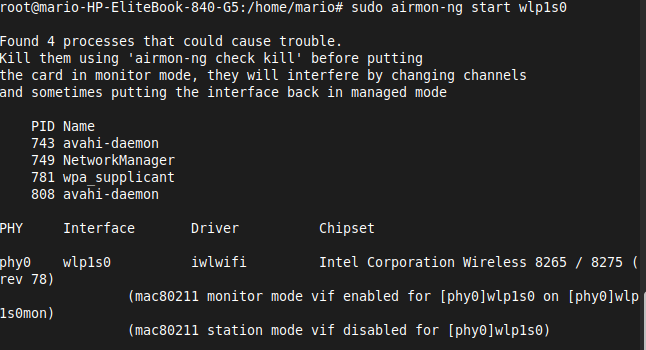 root@mario-HP-EliteBook-840-G5:/home/mario# sudo airmon-ng start wlp1s0
Found 4 processes that could cause trouble.
Kill them using 'airmon-ng check kill' before putting
the card in monitor mode, they will interfere by changing channels
and sometimes putting the interface back in managed mode
PID Name
743 avahi-daemon
749 NetworkManager
781 wpa_supplicant
808 avahi-daemon
PHY Interface Driver Chipset
phy0 wlp1s0 iwlwifi Intel Corporation Wireless 8265 / 8275 (
rev 78)
(mac80211 monitor mode vif enabled for [phy0]wlp1s0 on [phy0]wlp
1s0mon)
(mac80211 station mode vif disabled for [phy0]wlp1s0)